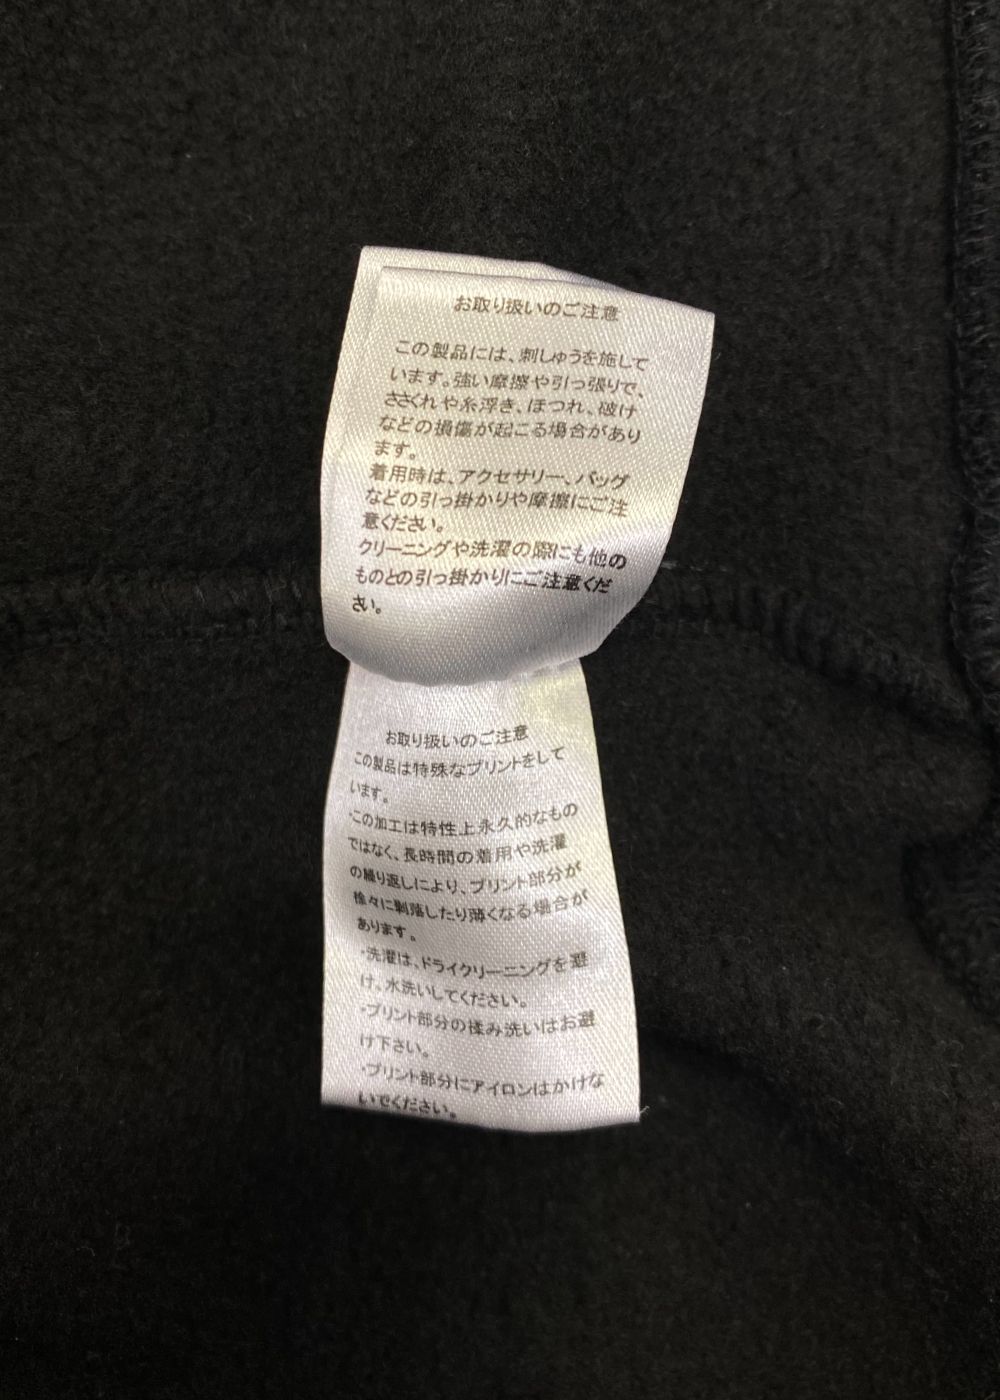 お取り扱いのご注意
この製品には、刺しゅうを施して
います。強い摩擦や引っ張りで、
ささくれや糸浮き、ほつれ、破け
などの損傷が起こる場合があり
ます。
着用時は、アクセサリー、バッグ
などの引っ掛かりや摩擦にご注
意ください。
クリーニングや洗濯の際にも他の
ものとの引っ掛かりにご注意くだ
さい。
お取り扱いのご注意
この製品は特殊なプリントをして
います。
・この加工は特性上永久的なもの
ではなく、長時間の着用や洗濯
の繰り返しにより、プリント部分が
徐々に剥落したり薄くなる場合が
あります。
・洗濯は、ドライクリーニングを避
け、水洗いしてください。
・プリント部分の揉み洗いはお避
け下さい。
・プリント部分にアイロンはかけな
いでください。